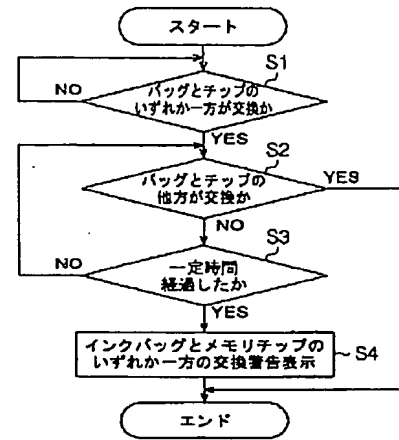 スタート
S1
バッグとチップの
いずれか一方が交換か
NO
YES
S2
バッグとチップの
他方が交換か
YES
NO
S3
一定時間
経過したか
NO
YES
インクバッグとメモリチップの
いずれか一方の交換警告表示
S4
エンド